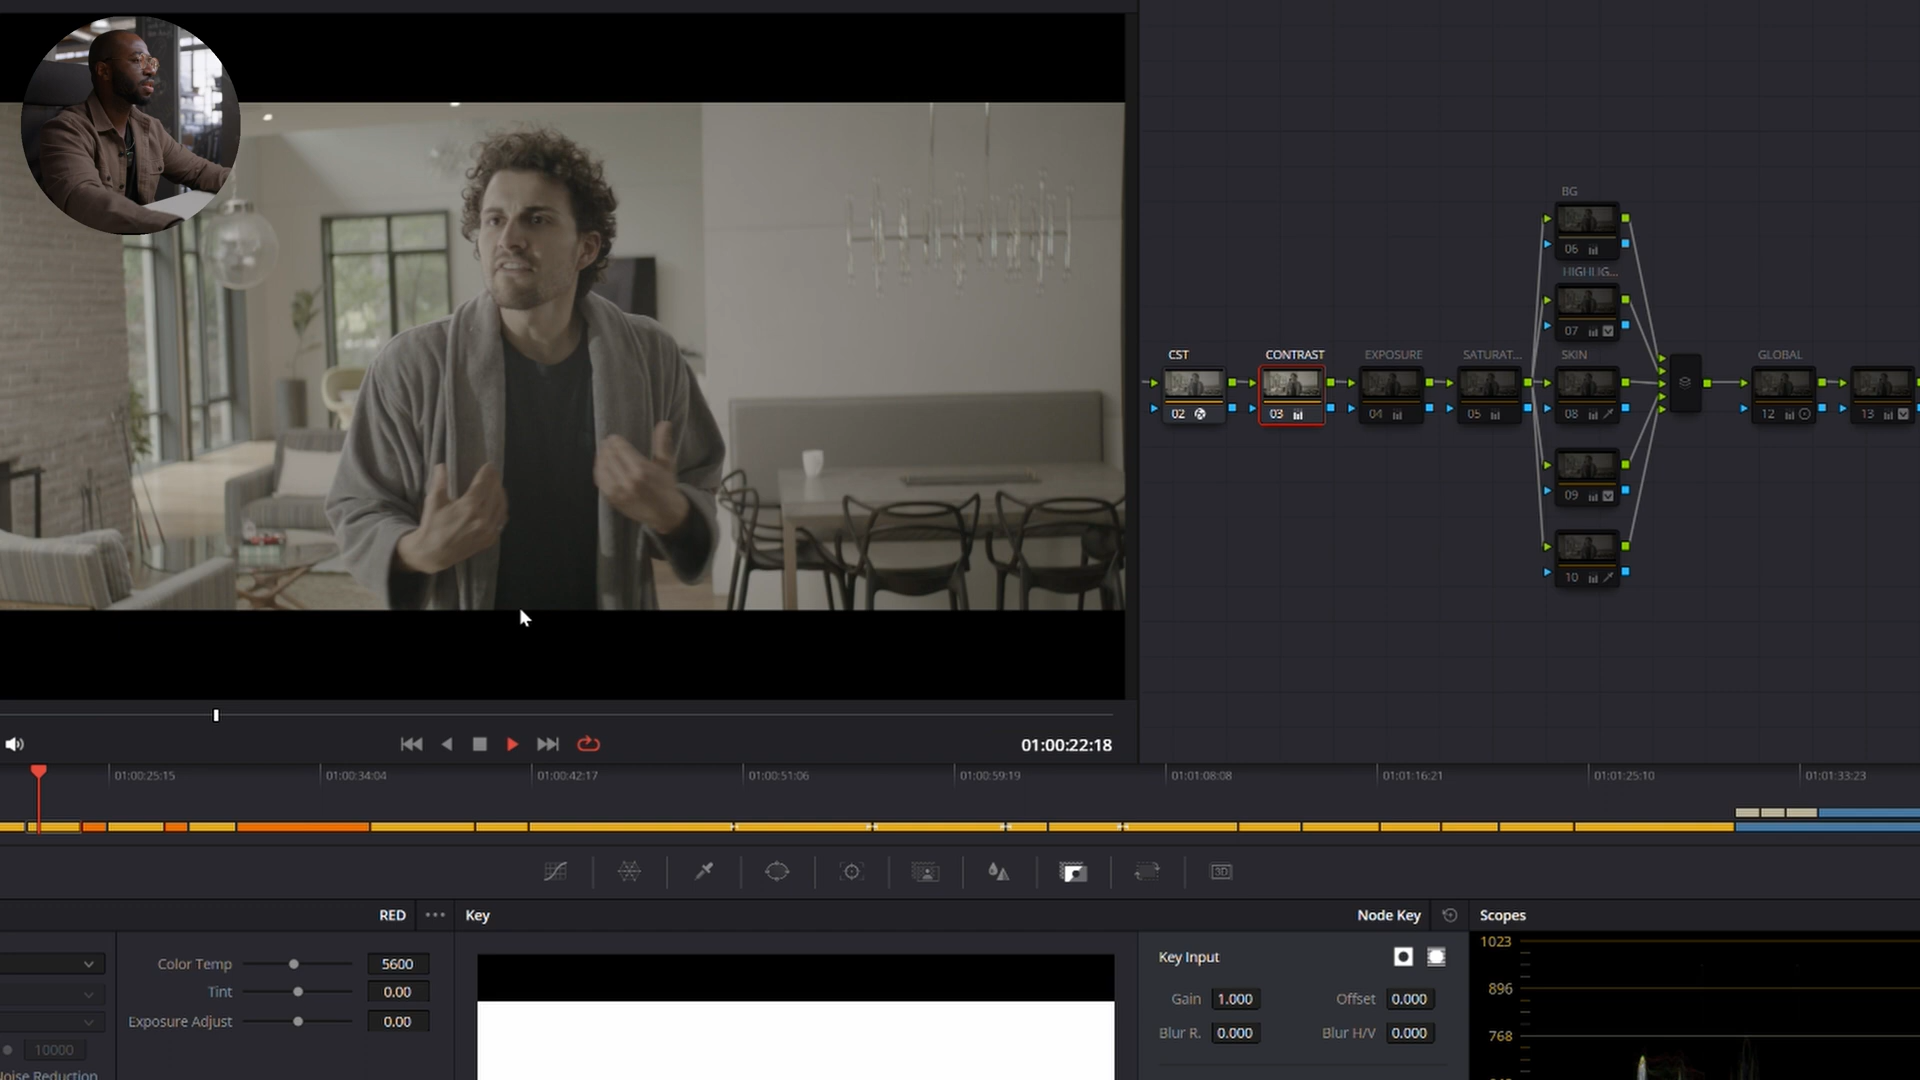 BG
06
HIGHLIG...
07
CST
CONTRAST
EXPOSURE
SATURAT...
SKIN
GLOBAL
02
03
04
05
08
12
13
09
10
01:00:22:18
01:00:25:15
01:00:34:04
01:00:42:17
01:00:51:06
01:00:59:19
01:01:08:08
01:01:16:21
01:01:25:10
01:01:33:23
3D
RED
Key
Node Key
Scopes
Color Temp 5600
Tint 0.00
Exposure Adjust 0.00
10000
Noise Reduction
Key Input
Gain 1.000 Offset 0.000
Blur R. 0.000 Blur H/V 0.000
1023
896
768